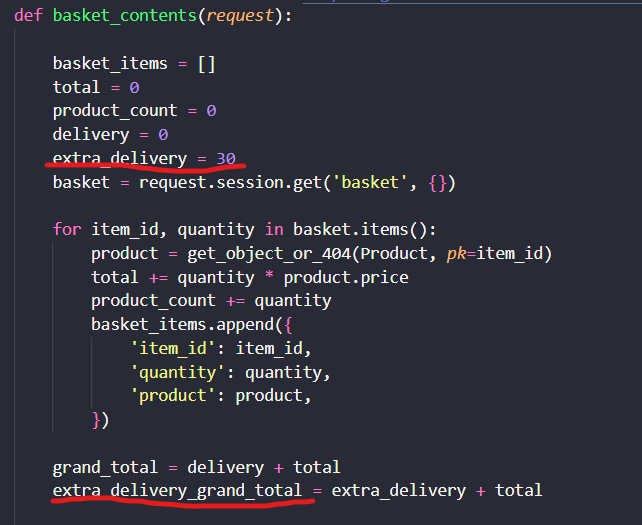 def basket_contents(request):
basket_items = []
total = 0
product_count = 0
delivery = 0
extra_delivery = 30
basket = request.session.get('basket', {})
for item_id, quantity in basket.items():
product = get_object_or_404(Product, pk=item_id)
total += quantity * product.price
product_count += quantity
basket_items.append({
'item_id': item_id,
'quantity': quantity,
'product': product,
})
grand_total = delivery + total
extra_delivery_grand_total = extra_delivery + total